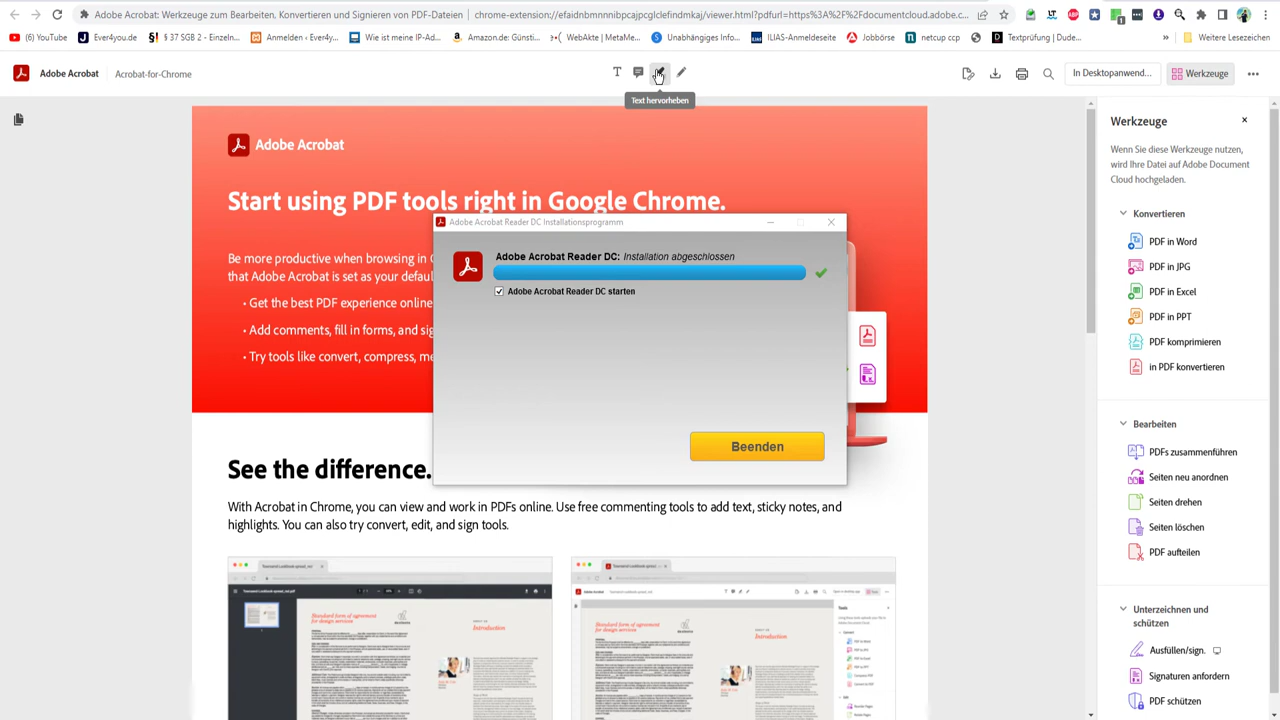 Adobe Acrobat: Werkzeuge zum Bearbeiten, Konvertieren und Signieren
chrome-extension://efaidnbmnnnibpcajpcglclefindmkaj/viewer.html?pdfurl=https%3A%2F%2Fdocumentcloud.adobe.c...
(6) YouTube
Ever4you.de
§ 37 SGB 2 - Einzeln...
Anmelden ‹ Ever4y...
Wie ist meine IP-Ad...
Amazon.de: Günsti...
WebAkte | MetaMe...
Unabhängiges Info...
ILIAS-Anmeldeseite
Jobbörse
netcup ccp
Textprüfung | Dude...
»
Weitere Lesezeichen
Adobe Acrobat
Acrobat-for-Chrome
In Desktopanwend...
Werkzeuge
Text hervorheben
Adobe Acrobat
Start using PDF tools right in Google Chrome.
Be more productive when browsing in
that Adobe Acrobat is set as your
• Get the best PDF experience online
• Add comments, fill in forms, and
• Try tools like convert, compress,
Adobe Acrobat Reader DC Installationsprogramm
Adobe Acrobat Reader DC: Installation abgeschlossen
Adobe Acrobat Reader DC starten
Beenden
See the difference.
With Acrobat in Chrome, you can view and work in PDFs online. Use free commenting tools to add text, sticky notes, and
highlights. You can also try convert, edit, and sign tools.
Standard form of agreement
for design services
Introduction
Standard form of agreement
for design services
Introduction
Werkzeuge
Wenn Sie diese Werkzeuge nutzen,
wird Ihre Datei auf Adobe Document
Cloud hochgeladen.
Konvertieren
PDF in Word
PDF in JPG
PDF in Excel
PDF in PPT
PDF komprimieren
in PDF konvertieren
Bearbeiten
PDFs zusammenführen
Seiten neu anordnen
Seiten drehen
Seiten löschen
PDF aufteilen
Unterzeichnen und
schützen
Ausfüllen/sign.
Signaturen anfordern
PDF schützen